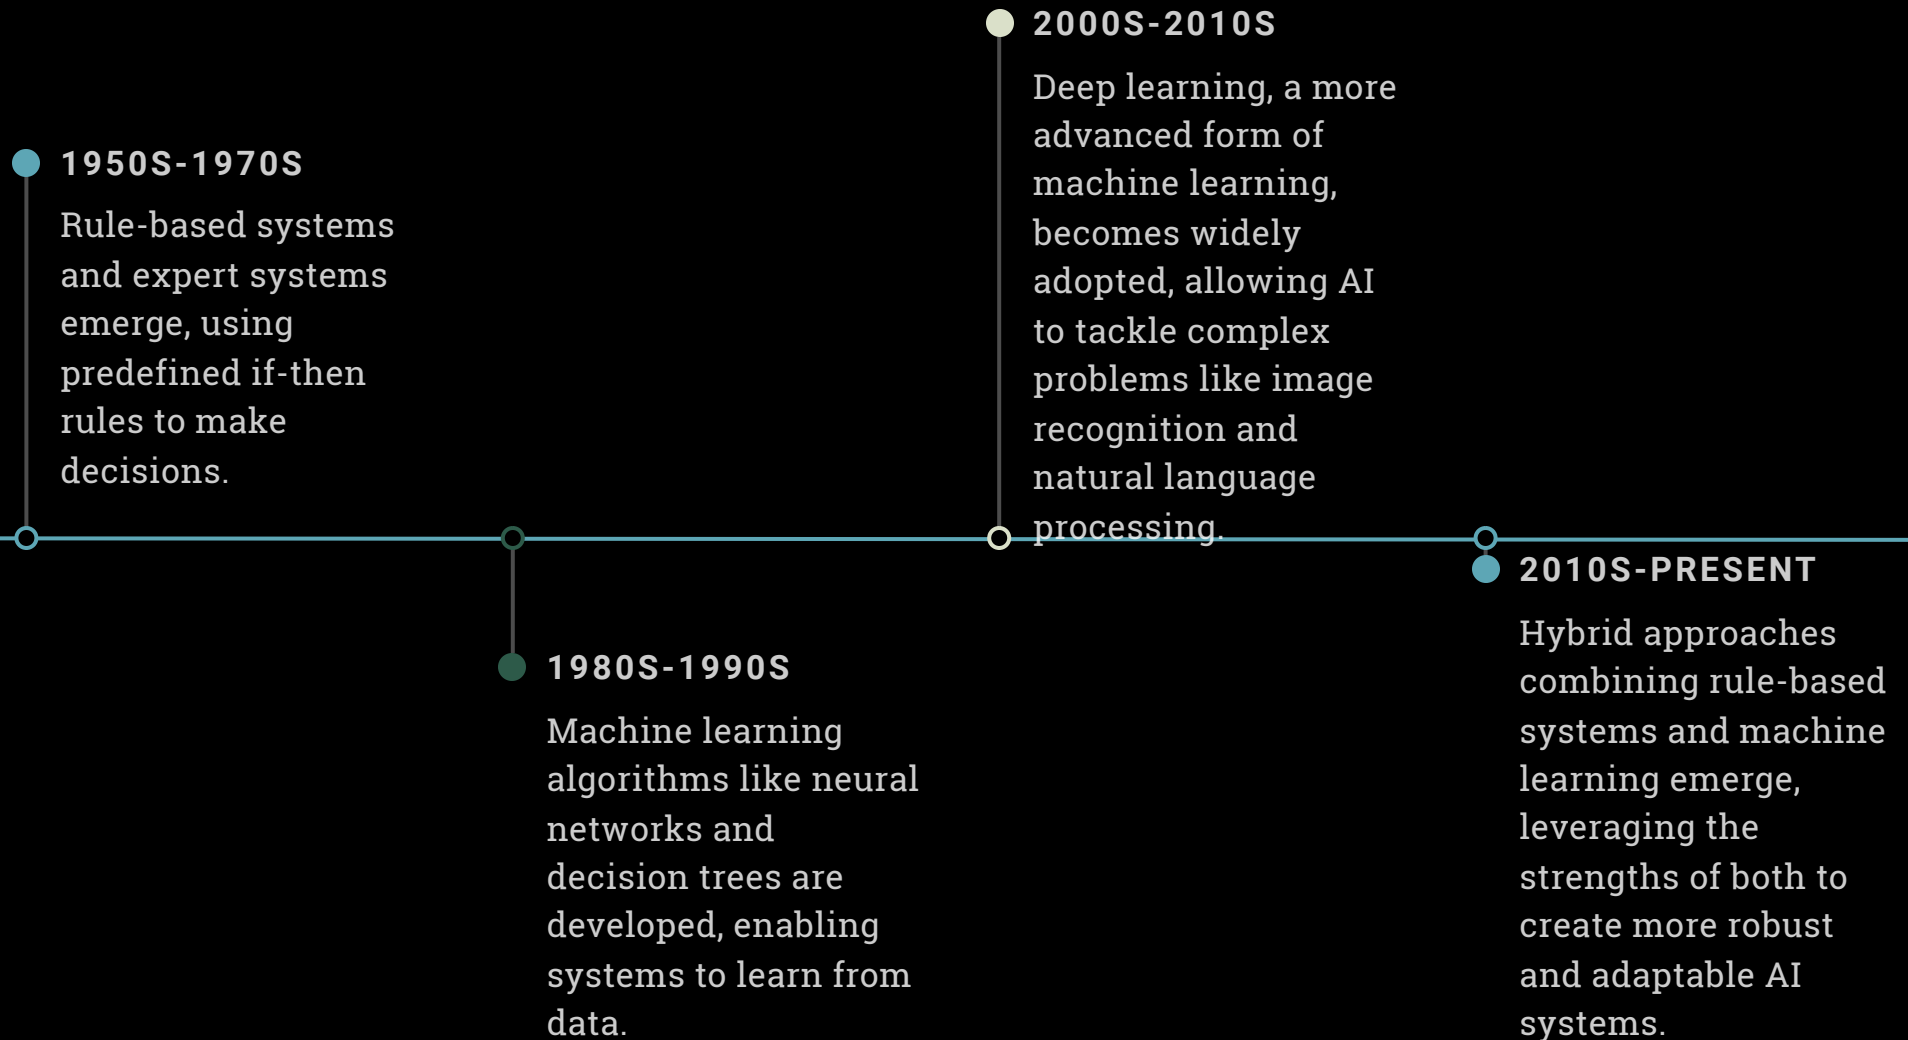 1950S-1970S
Rule-based systems
and expert systems
emerge, using
predefined if-then
rules to make
decisions.
1980S-1990S
Machine learning
algorithms like neural
networks and
decision trees are
developed, enabling
systems to learn from
data.
2000S-2010S
Deep learning, a more
advanced form of
machine learning,
becomes widely
adopted, allowing AI
to tackle complex
problems like image
recognition and
natural language
processing.
2010S-PRESENT
Hybrid approaches
combining rule-based
systems and machine
learning emerge,
leveraging the
strengths of both to
create more robust
and adaptable AI
systems.